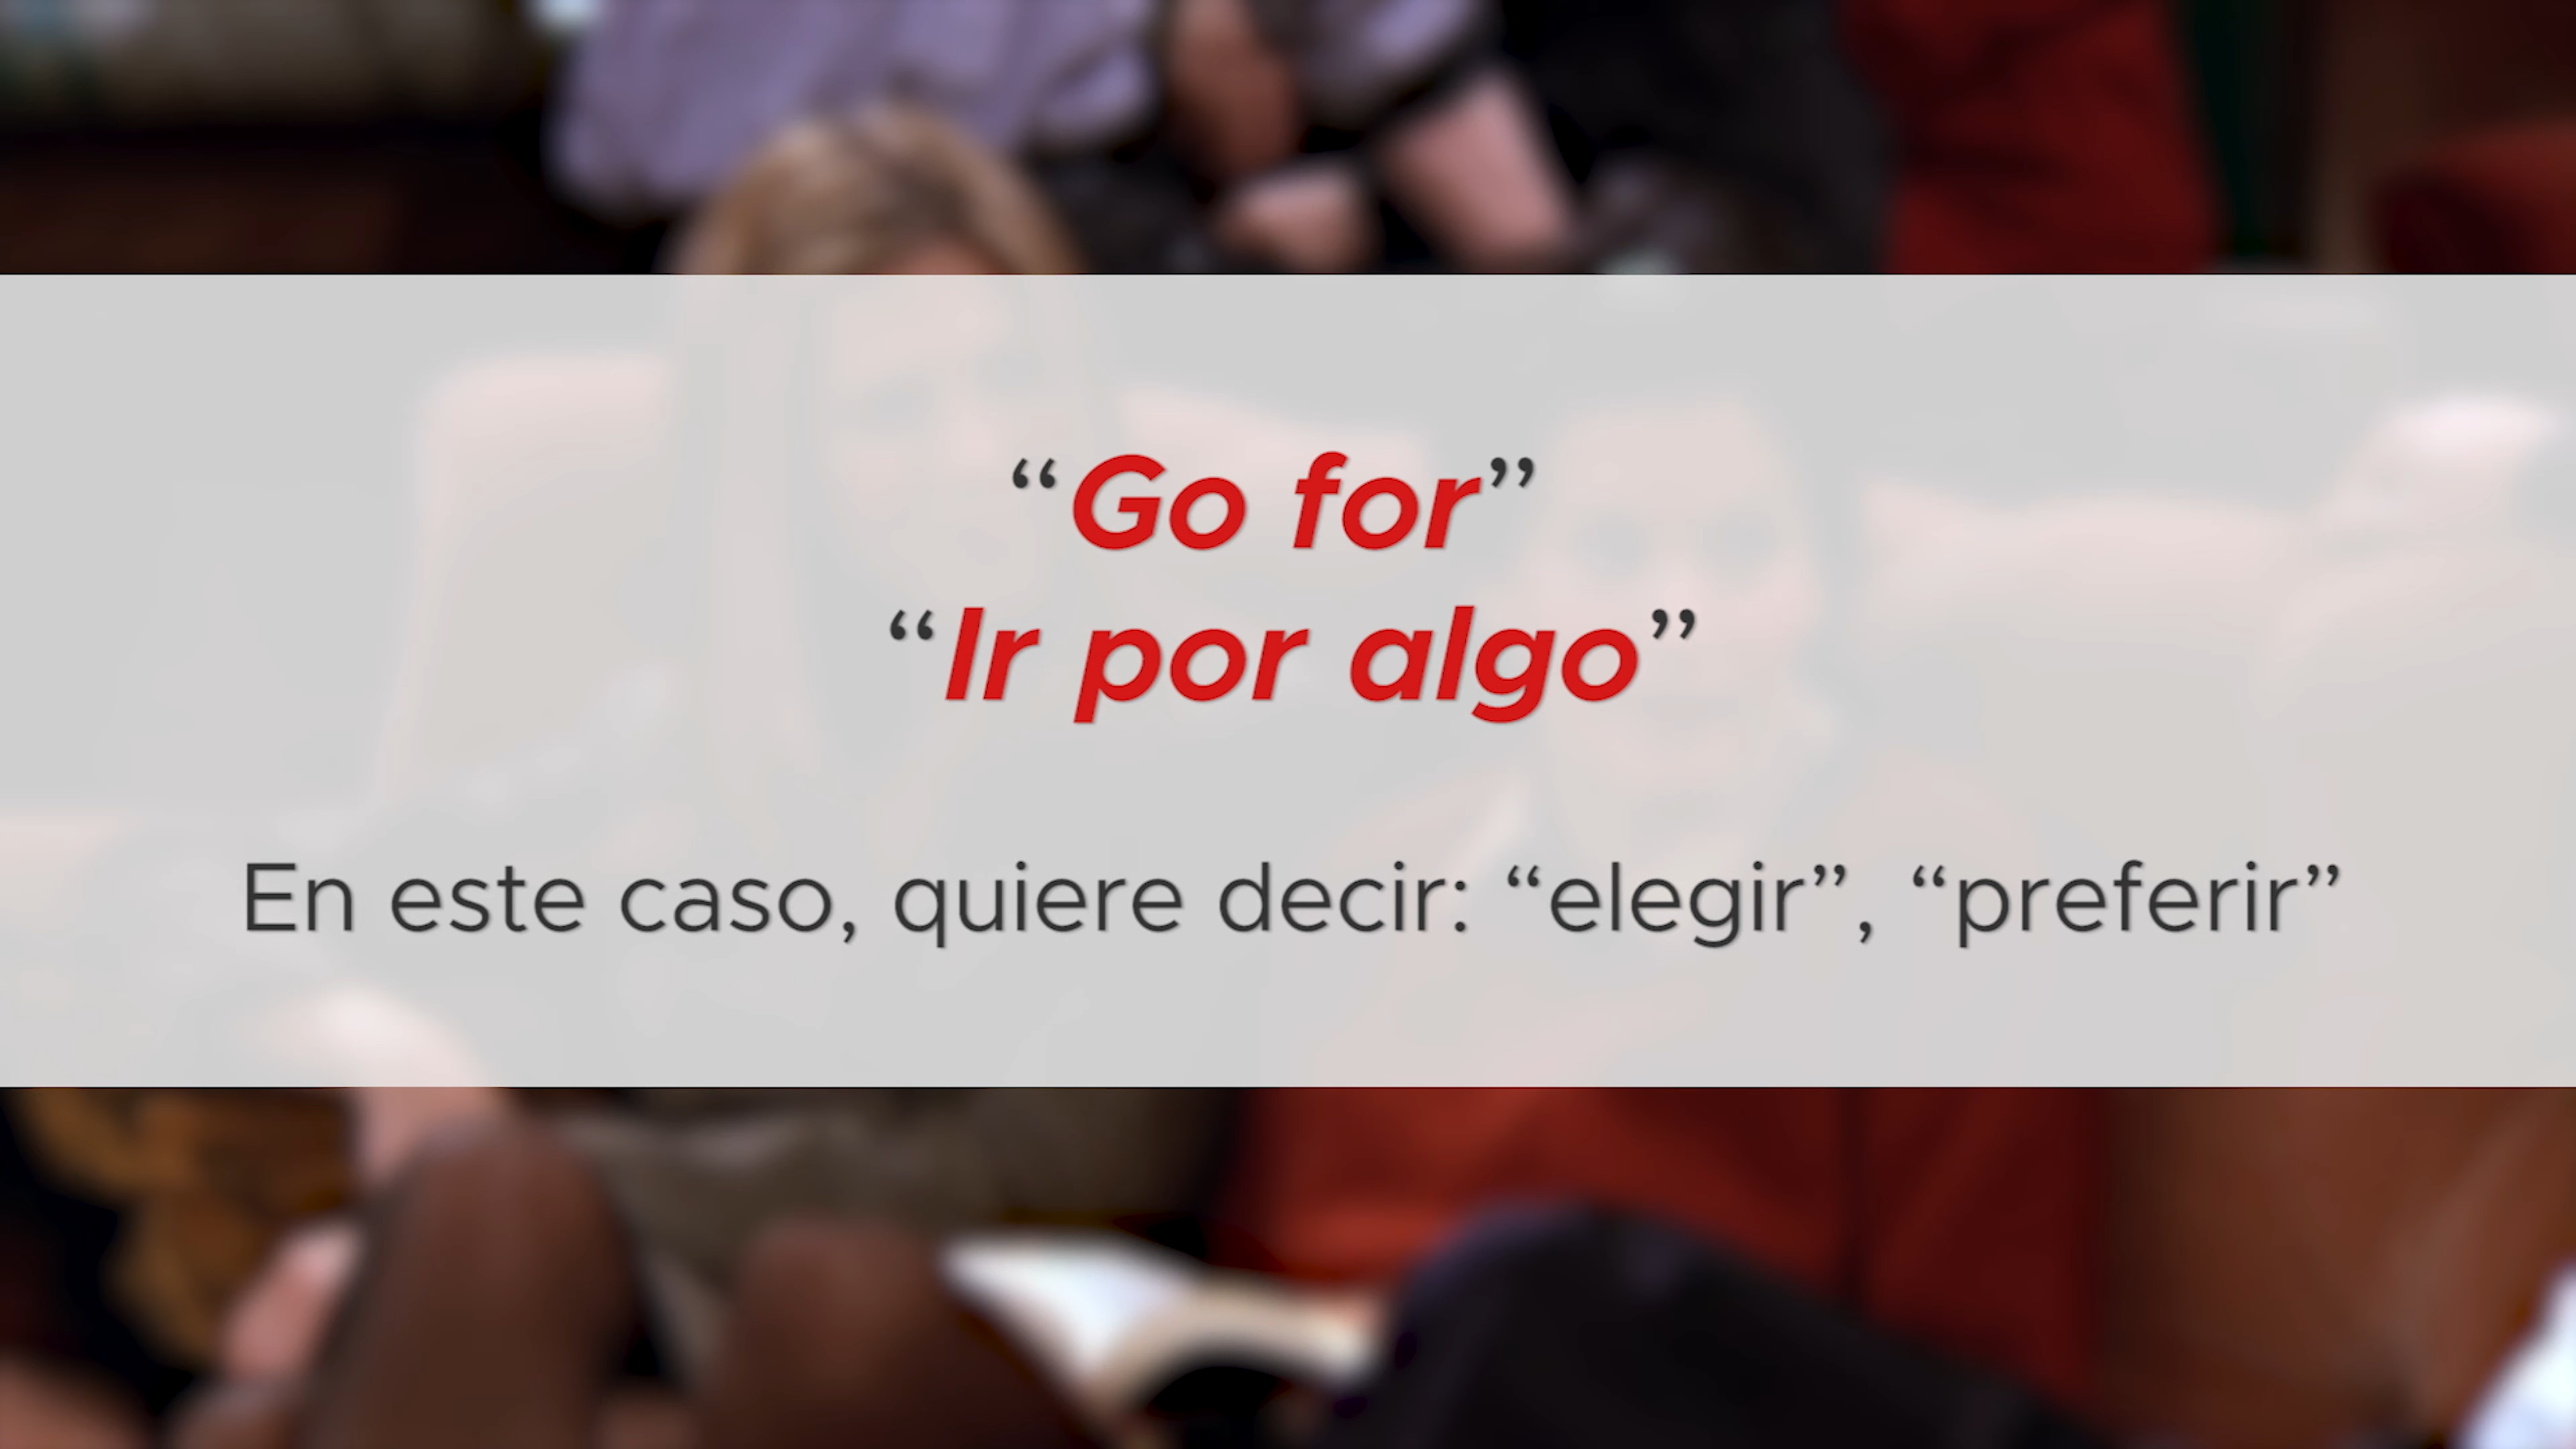 “Go for”
“Ir por algo”
En este caso, quiere decir: “elegir”, “preferir”